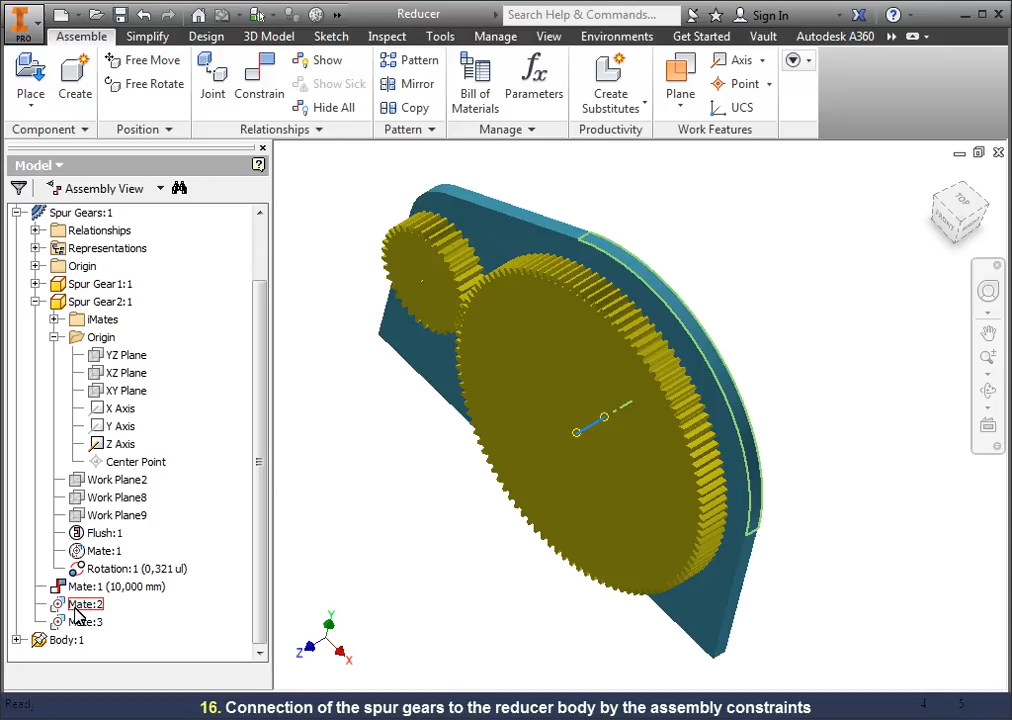 PRO
Reducer
Search Help & Commands...
Sign In
Assemble
Simplify
Design
3D Model
Sketch
Inspect
Tools
Manage
View
Environments
Get Started
Vault
Autodesk A360
Place
Create
Free Move
Free Rotate
Joint
Constrain
Show
Show Sick
Hide All
Pattern
Mirror
Copy
Bill of
Materials
Parameters
Create
Substitutes
Plane
Axis
Point
UCS
Component
Position
Relationships
Pattern
Manage
Productivity
Work Features
Model
Assembly View
Spur Gears:1
Relationships
Representations
Origin
Spur Gear1:1
Spur Gear2:1
iMates
Origin
YZ Plane
XZ Plane
XY Plane
X Axis
Y Axis
Z Axis
Center Point
Work Plane2
Work Plane8
Work Plane9
Flush:1
Mate:1
Rotation:1 (0,321 ul)
Mate:1 (10,000 mm)
Mate:2
Mate:3
Body:1
TOP
FRONT
RIGHT
Y
Z
X
Ready
16. Connection of the spur gears to the reducer body by the assembly constraints
4 5